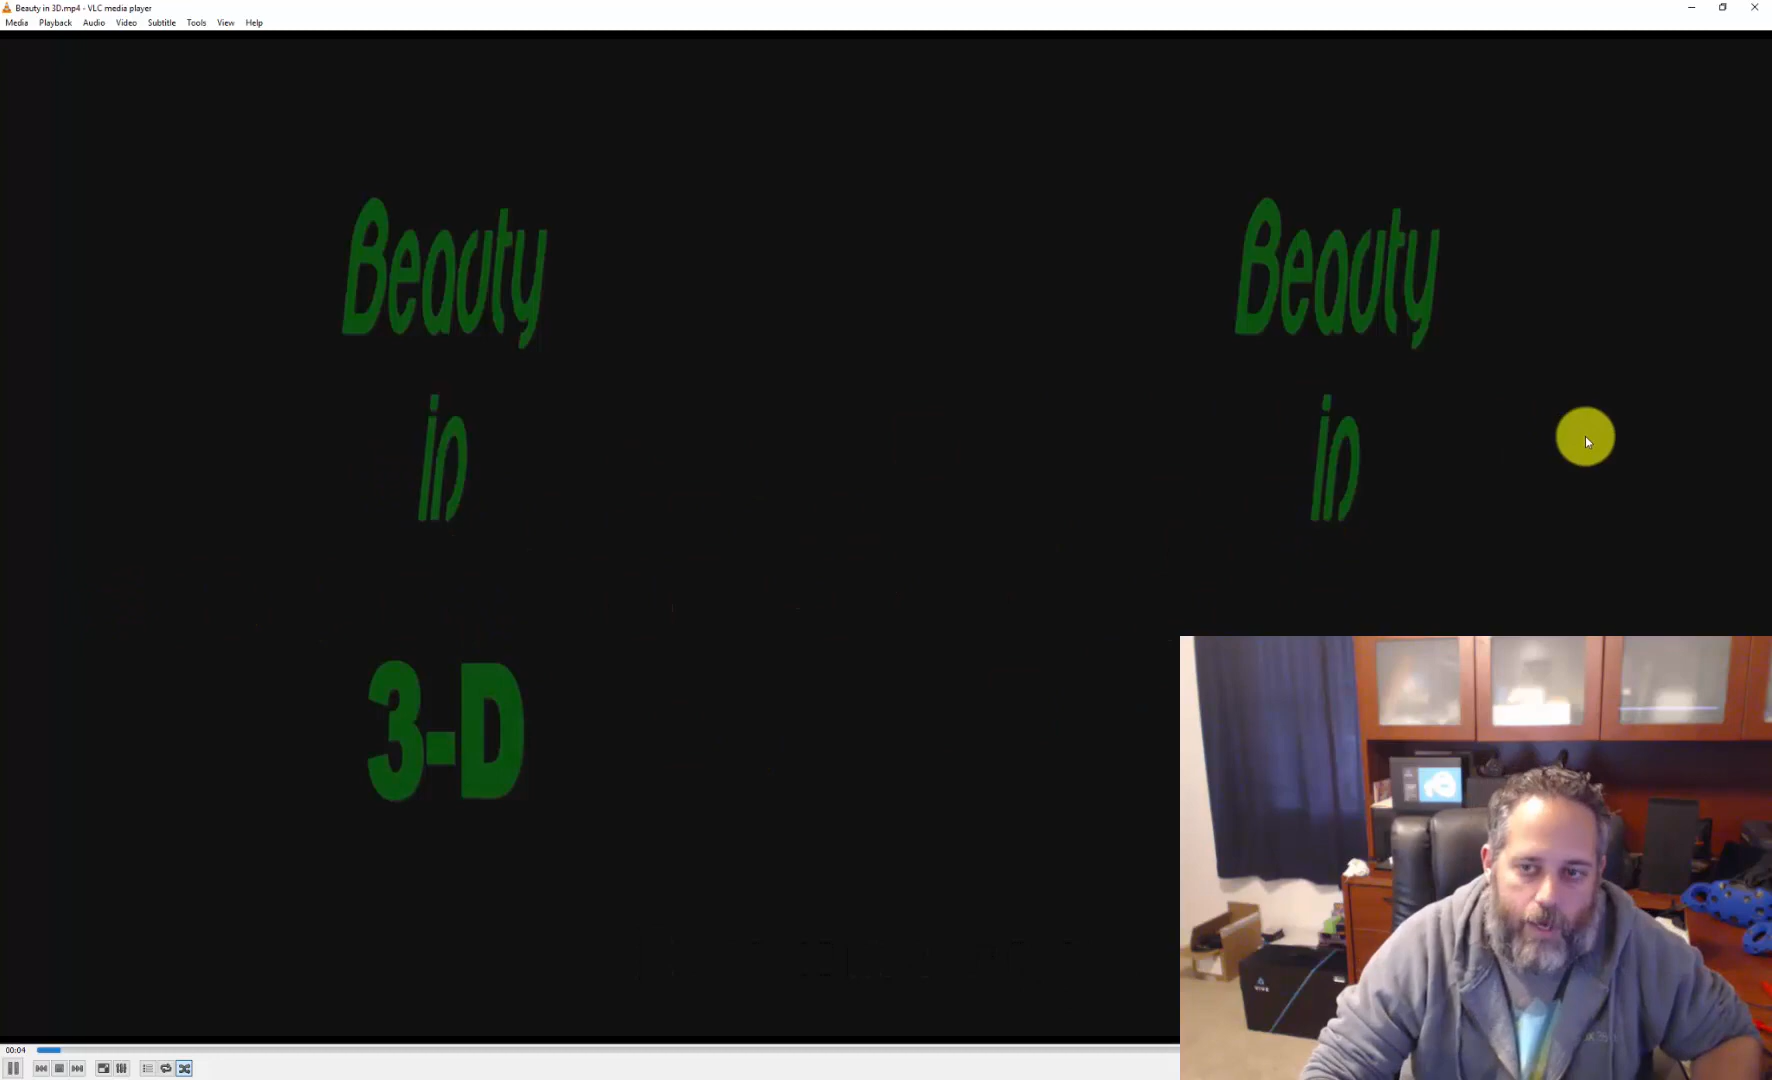 Beauty in 3D.mp4 - VLC media player
Media Playback Audio Video Subtitle Tools View Help
Beauty Beauty
in in
3-D
VIVE
00:04